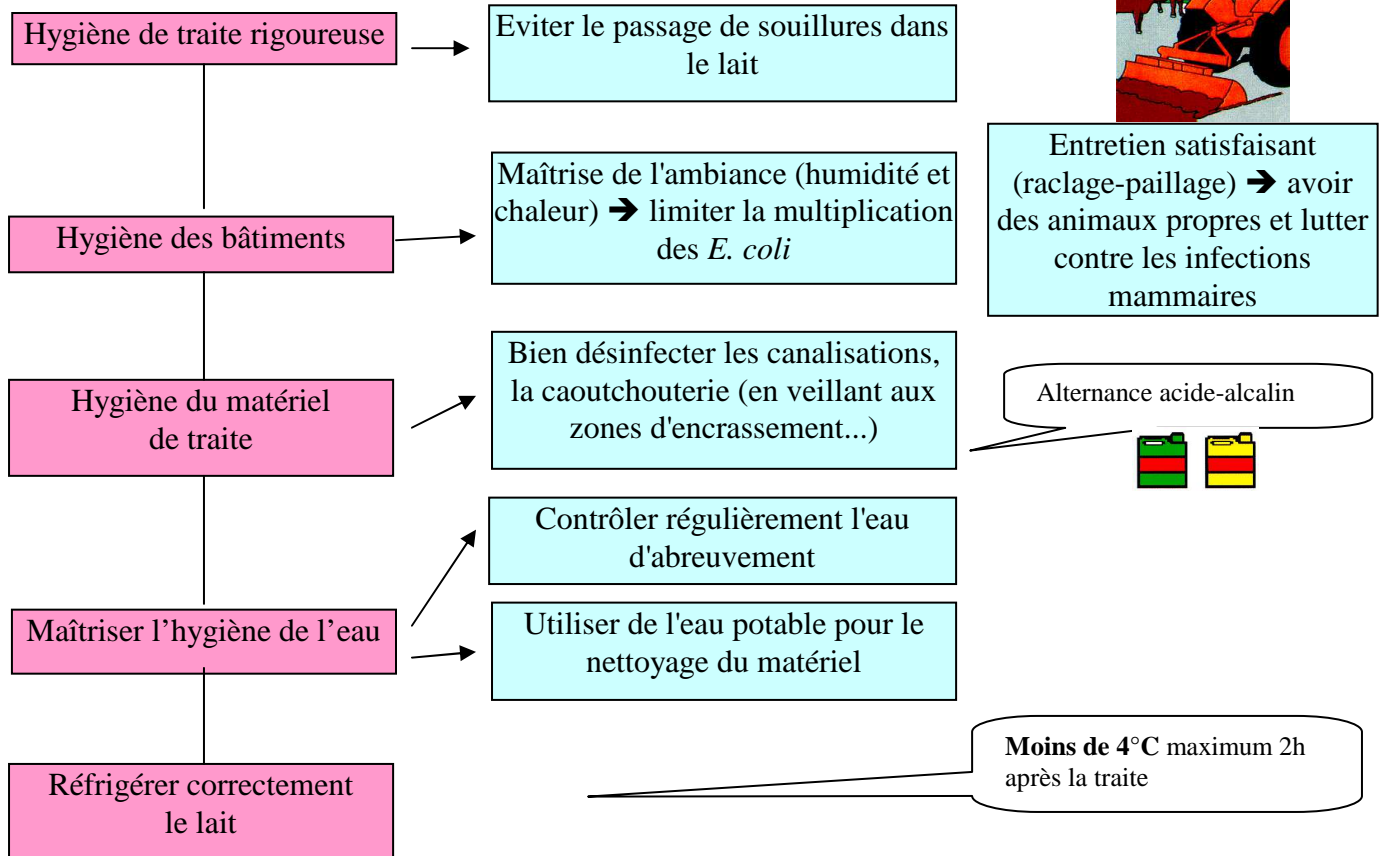 Hygiène de traite rigoureuse
Eviter le passage de souillures dans
le lait
Entretien satisfaisant
(raclage-paillage) ➔ avoir
des animaux propres et lutter
contre les infections
mammaires
Hygiène des bâtiments
Maîtrise de l'ambiance (humidité et
chaleur) ➔ limiter la multiplication
des E. coli
Hygiène du matériel
de traite
Bien désinfecter les canalisations,
la caoutchouterie (en veillant aux
zones d'encrassement...)
Alternance acide-alcalin
Maîtriser l’hygiène de l’eau
Contrôler régulièrement l'eau
d'abreuvement
Utiliser de l'eau potable pour le
nettoyage du matériel
Réfrigérer correctement
le lait
Moins de 4°C maximum 2h
après la traite